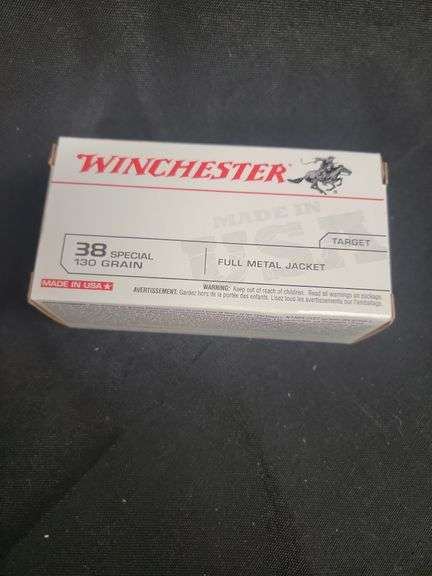 WINCHESTER
MADE IN
USA
TARGET
38 SPECIAL
130 GRAIN
FULL METAL JACKET
MADE IN USA
WARNING: Keep out of reach of children. Read all warnings on package.
AVERTISSEMENT: Gardez hors de la portée des enfants. Lisez tous les avertissements sur l'emballage.